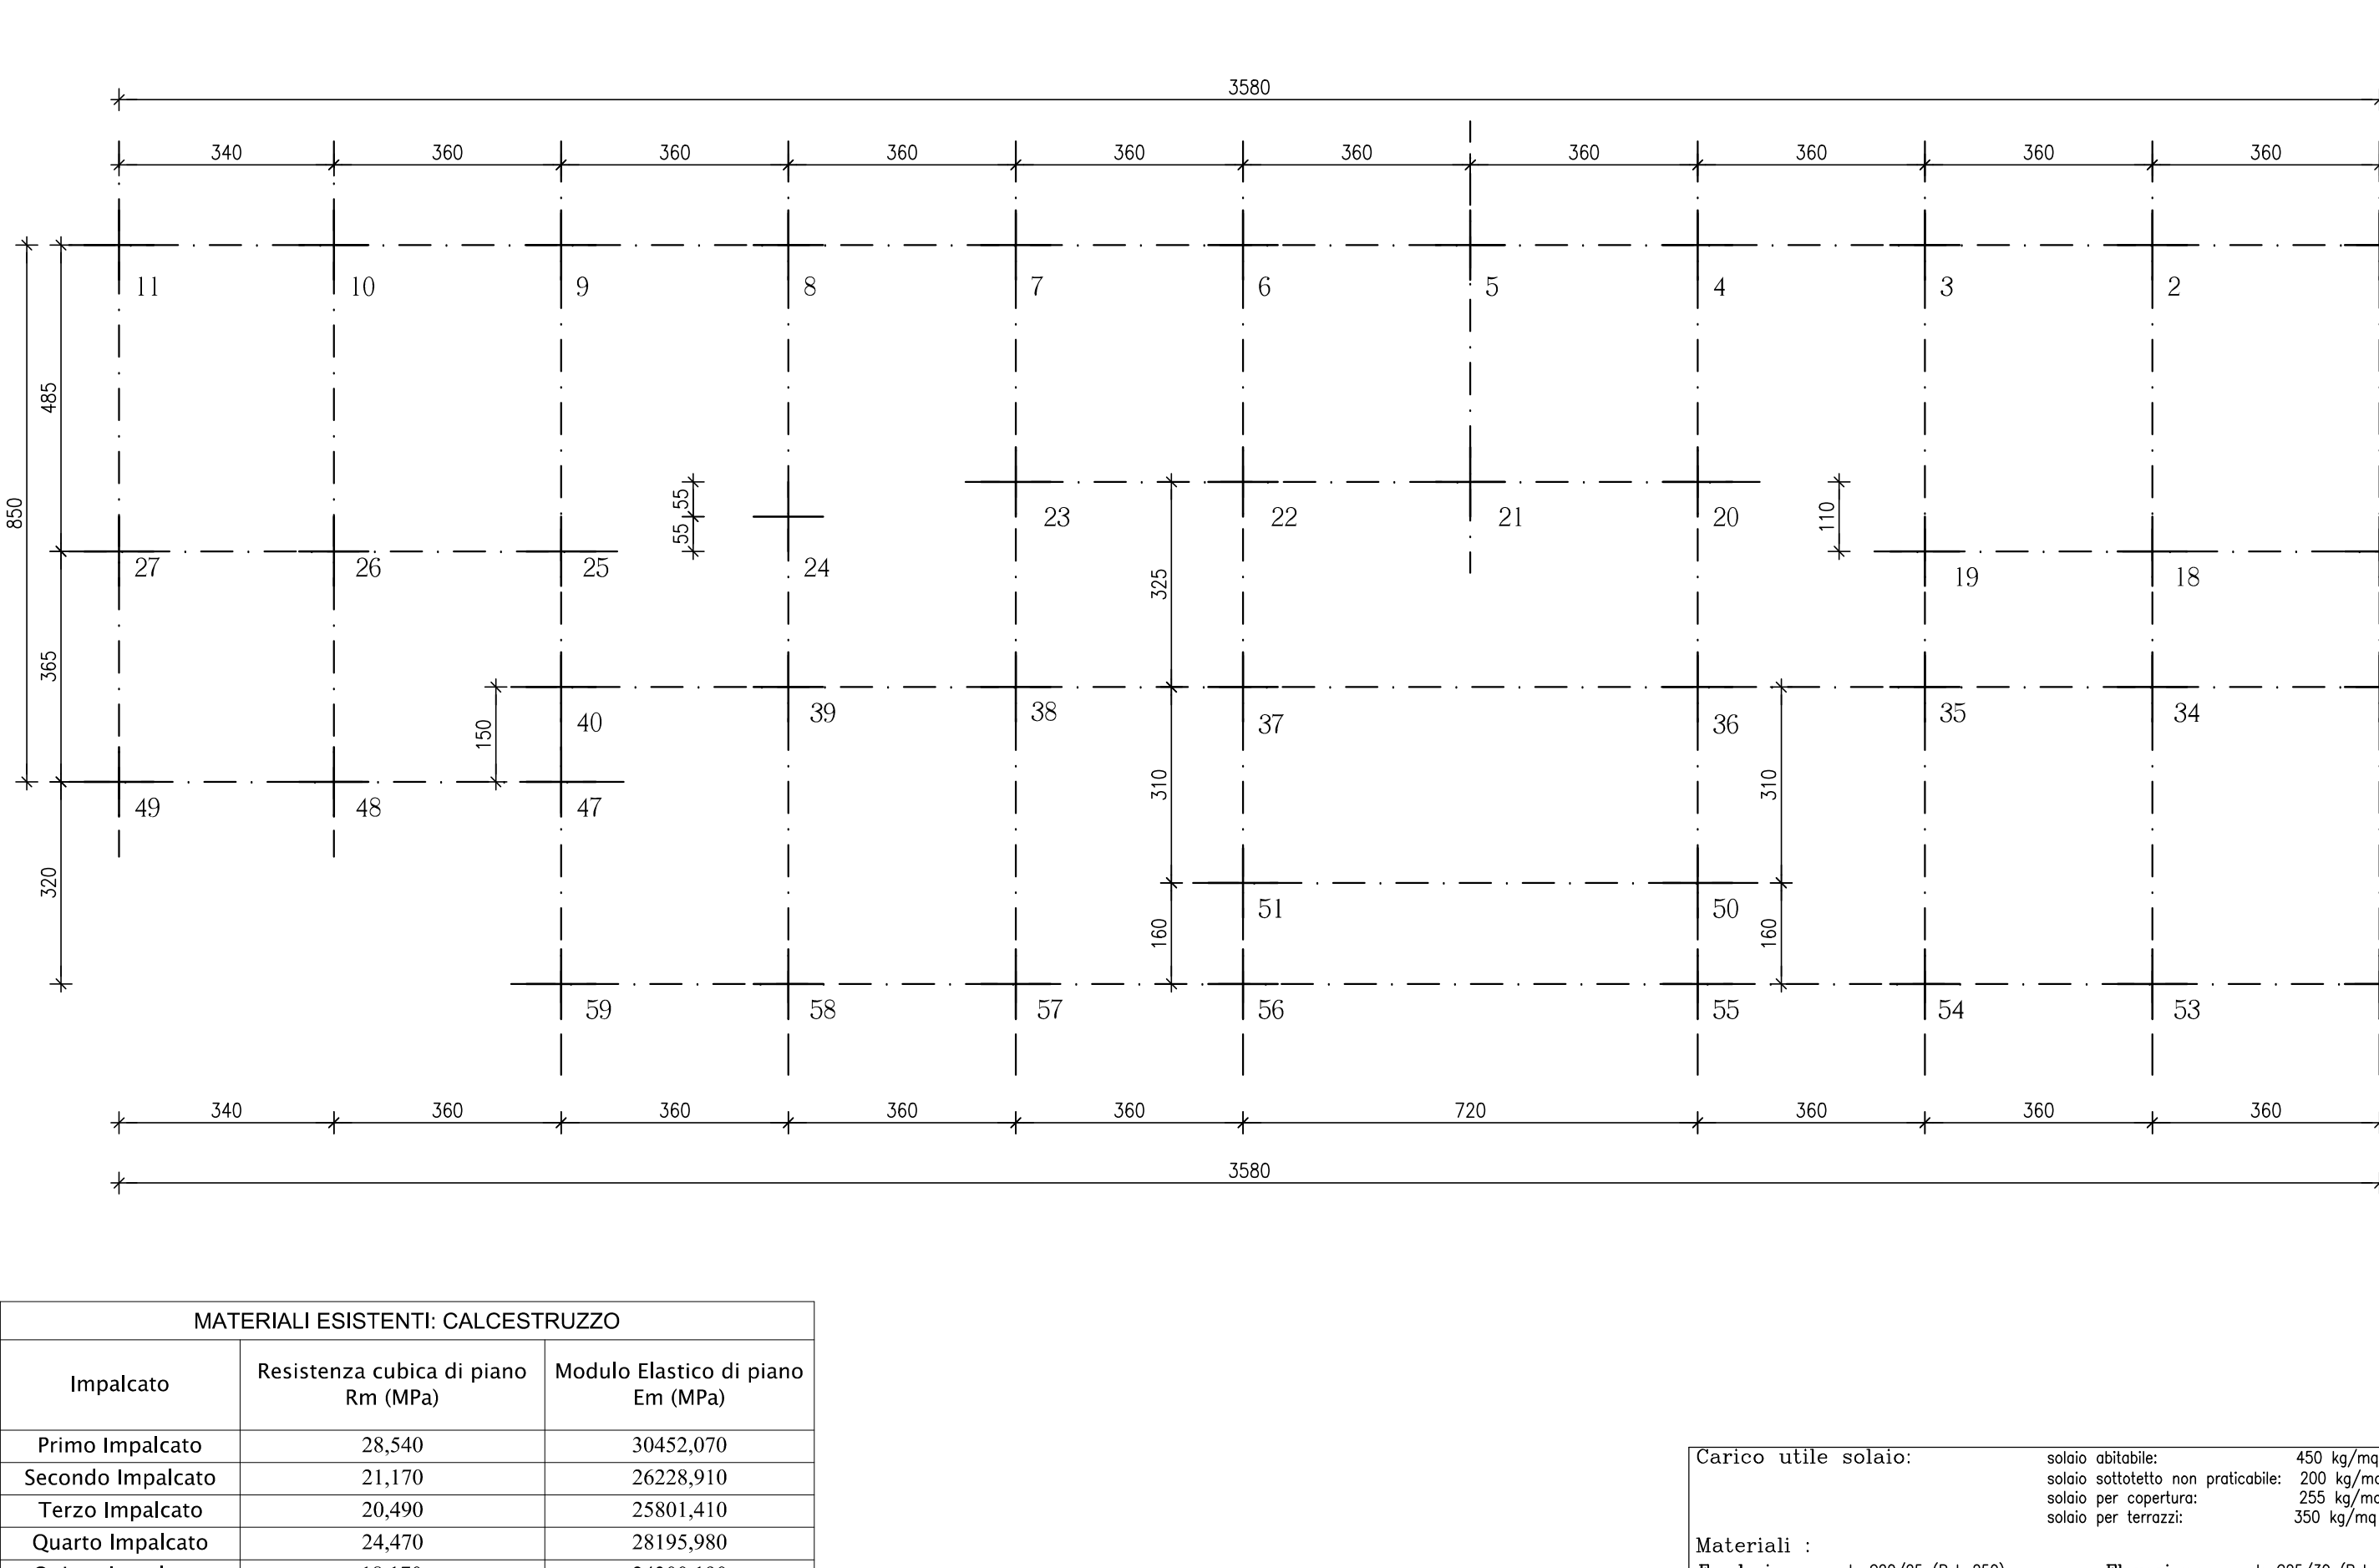 3580
340 360 360 360 360 360 360 360 360 360
11 10 9 8 7 6 5 4 3 2
850
485
55
55
110
23 22 21 20
27 26 25 24
325
19 18
365
150
40 39 38 37 36 35 34
310
310
49 48 47
320
51 50
160
160
59 58 57 56 55 54 53
340 360 360 360 360 720 360 360 360
3580
MATERIALI ESISTENTI: CALCESTRUZZO
Impalcato
Resistenza cubica di piano
Rm (MPa)
Modulo Elastico di piano
Em (MPa)
Primo Impalcato 28,540 30452,070
Secondo Impalcato 21,170 26228,910
Terzo Impalcato 20,490 25801,410
Quarto Impalcato 24,470 28195,980
Carico utile solaio:
solaio abitabile: 450 kg/mq
solaio sottotetto non praticabile: 200 kg/mq
solaio per copertura: 255 kg/mq
solaio per terrazzi: 350 kg/mq
Materiali :